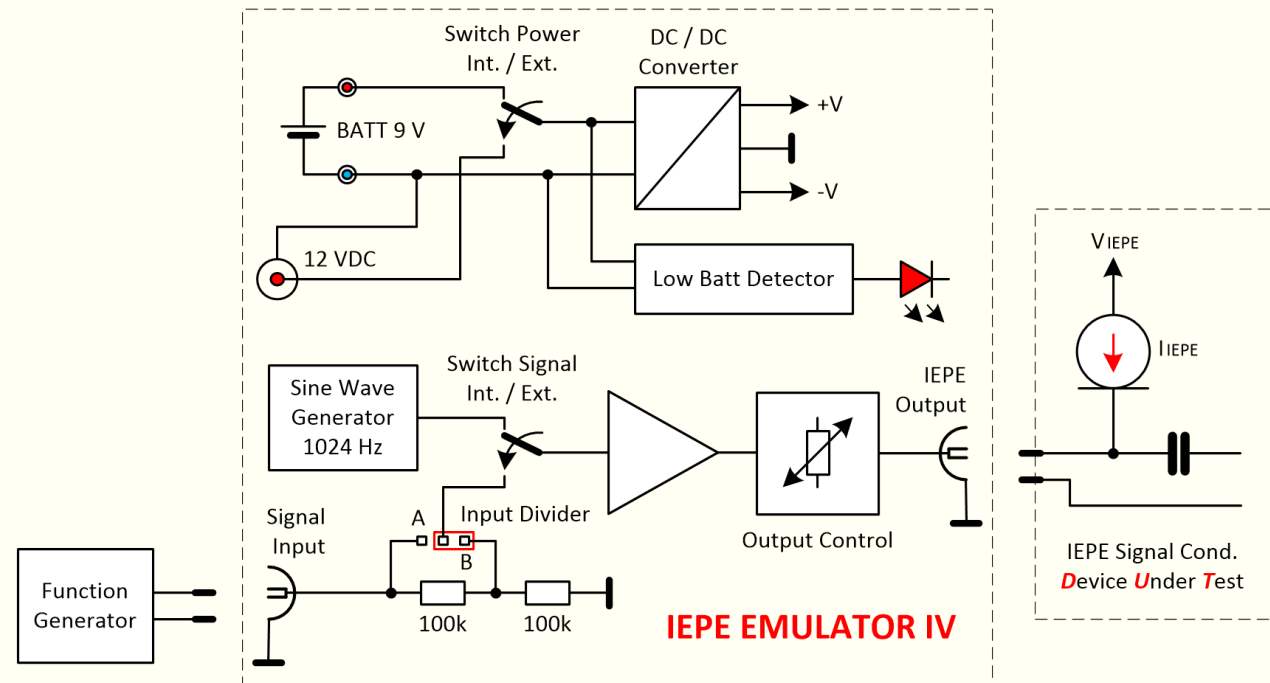 Switch Power
Int. / Ext.
DC / DC
Converter
BATT 9 V
+V
-V
12 VDC
Low Batt Detector
VIEPE
IIEPE
Sine Wave
Generator
1024 Hz
Switch Signal
Int. / Ext.
IEPE
Output
Output Control
Signal
Input
A
Input Divider
B
100k
100k
Function
Generator
IEPE EMULATOR IV
IEPE Signal Cond.
Device Under Test